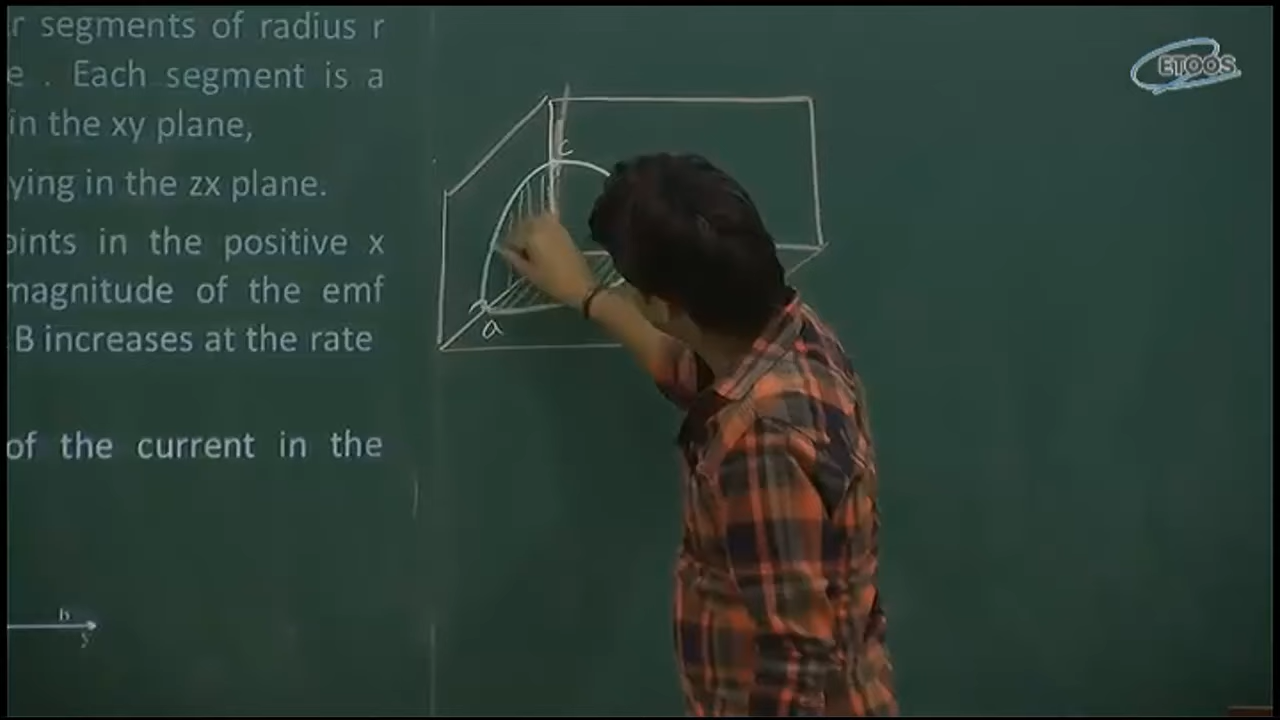 r segments of radius r
e . Each segment is a
in the xy plane,
ying in the zx plane.
oints in the positive x
magnitude of the emf
B increases at the rate
of the current in the
b
y
c
a
ETOOS